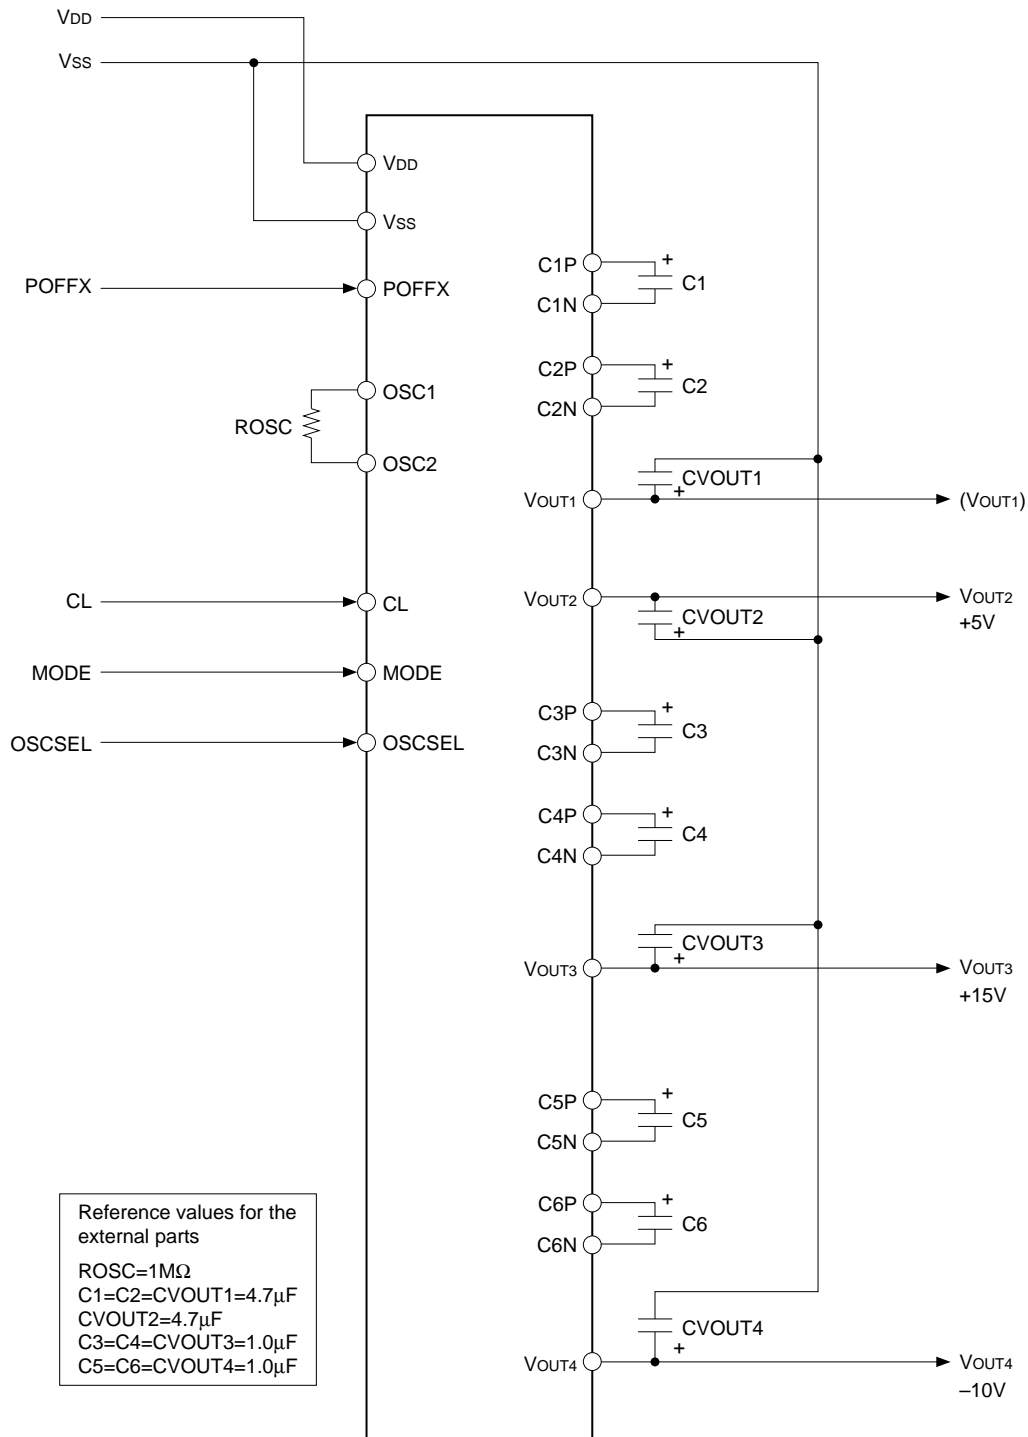 VDD
VSS
VDD
VSS
POFFX
POFFX
C1P
+
C1
C1N
C2P
+
C2
C2N
OSC1
ROSC
OSC2
CVOUT1
+
VOUT1
(VOUT1)
CL
CL
VOUT2
CVOUT2
+
VOUT2
+5V
MODE
MODE
C3P
+
C3
C3N
OSCSEL
OSCSEL
C4P
+
C4
C4N
CVOUT3
+
VOUT3
VOUT3
+15V
C5P
+
C5
C5N
C6P
+
C6
C6N
Reference values for the
external parts
ROSC=1MΩ
C1=C2=CVOUT1=4.7μF
CVOUT2=4.7μF
C3=C4=CVOUT3=1.0μF
C5=C6=CVOUT4=1.0μF
CVOUT4
+
VOUT4
VOUT4
–10V